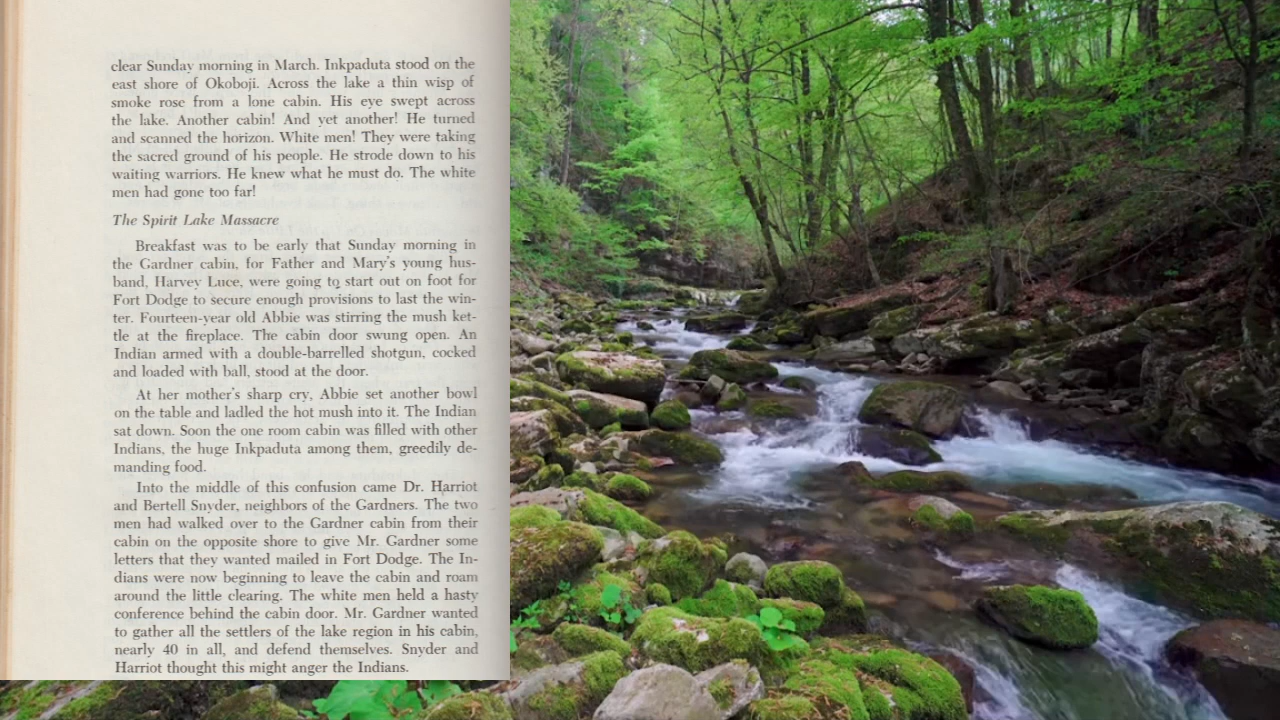 clear Sunday morning in March. Inkpaduta stood on the
east shore of Okoboji. Across the lake a thin wisp of
smoke rose from a lone cabin. His eye swept across
the lake. Another cabin! And yet another! He turned
and scanned the horizon. White men! They were taking
the sacred ground of his people. He strode down to his
waiting warriors. He knew what he must do. The white
men had gone too far!
The Spirit Lake Massacre
Breakfast was to be early that Sunday morning in
the Gardner cabin, for Father and Mary's young hus-
band, Harvey Luce, were going to start out on foot for
Fort Dodge to secure enough provisions to last the win-
ter. Fourteen-year old Abbie was stirring the mush ket-
tle at the fireplace. The cabin door swung open. An
Indian armed with a double-barrelled shotgun, cocked
and loaded with ball, stood at the door.
At her mother's sharp cry, Abbie set another bowl
on the table and ladled the hot mush into it. The Indian
sat down. Soon the one room cabin was filled with other
Indians, the huge Inkpaduta among them, greedily de-
manding food.
Into the middle of this confusion came Dr. Harriot
and Bertell Snyder, neighbors of the Gardners. The two
men had walked over to the Gardner cabin from their
cabin on the opposite shore to give Mr. Gardner some
letters that they wanted mailed in Fort Dodge. The In-
dians were now beginning to leave the cabin and roam
around the little clearing. The white men held a hasty
conference behind the cabin door. Mr. Gardner wanted
to gather all the settlers of the lake region in his cabin,
nearly 40 in all, and defend themselves. Snyder and
Harriot thought this might anger the Indians.